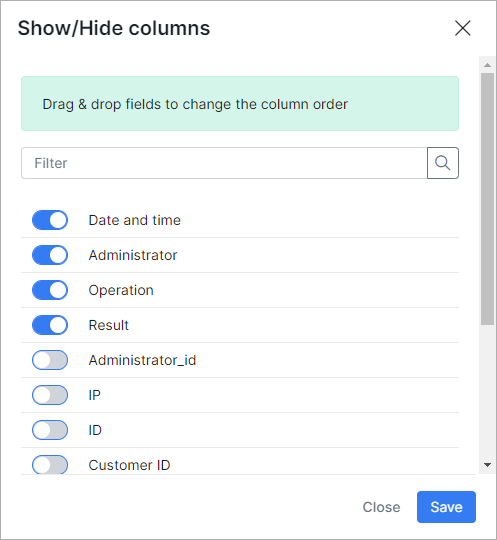 Show/Hide columns
Drag & drop fields to change the column order
Filter
Date and time
Administrator
Operation
Result
Administrator_id
IP
ID
Customer ID
Close Save